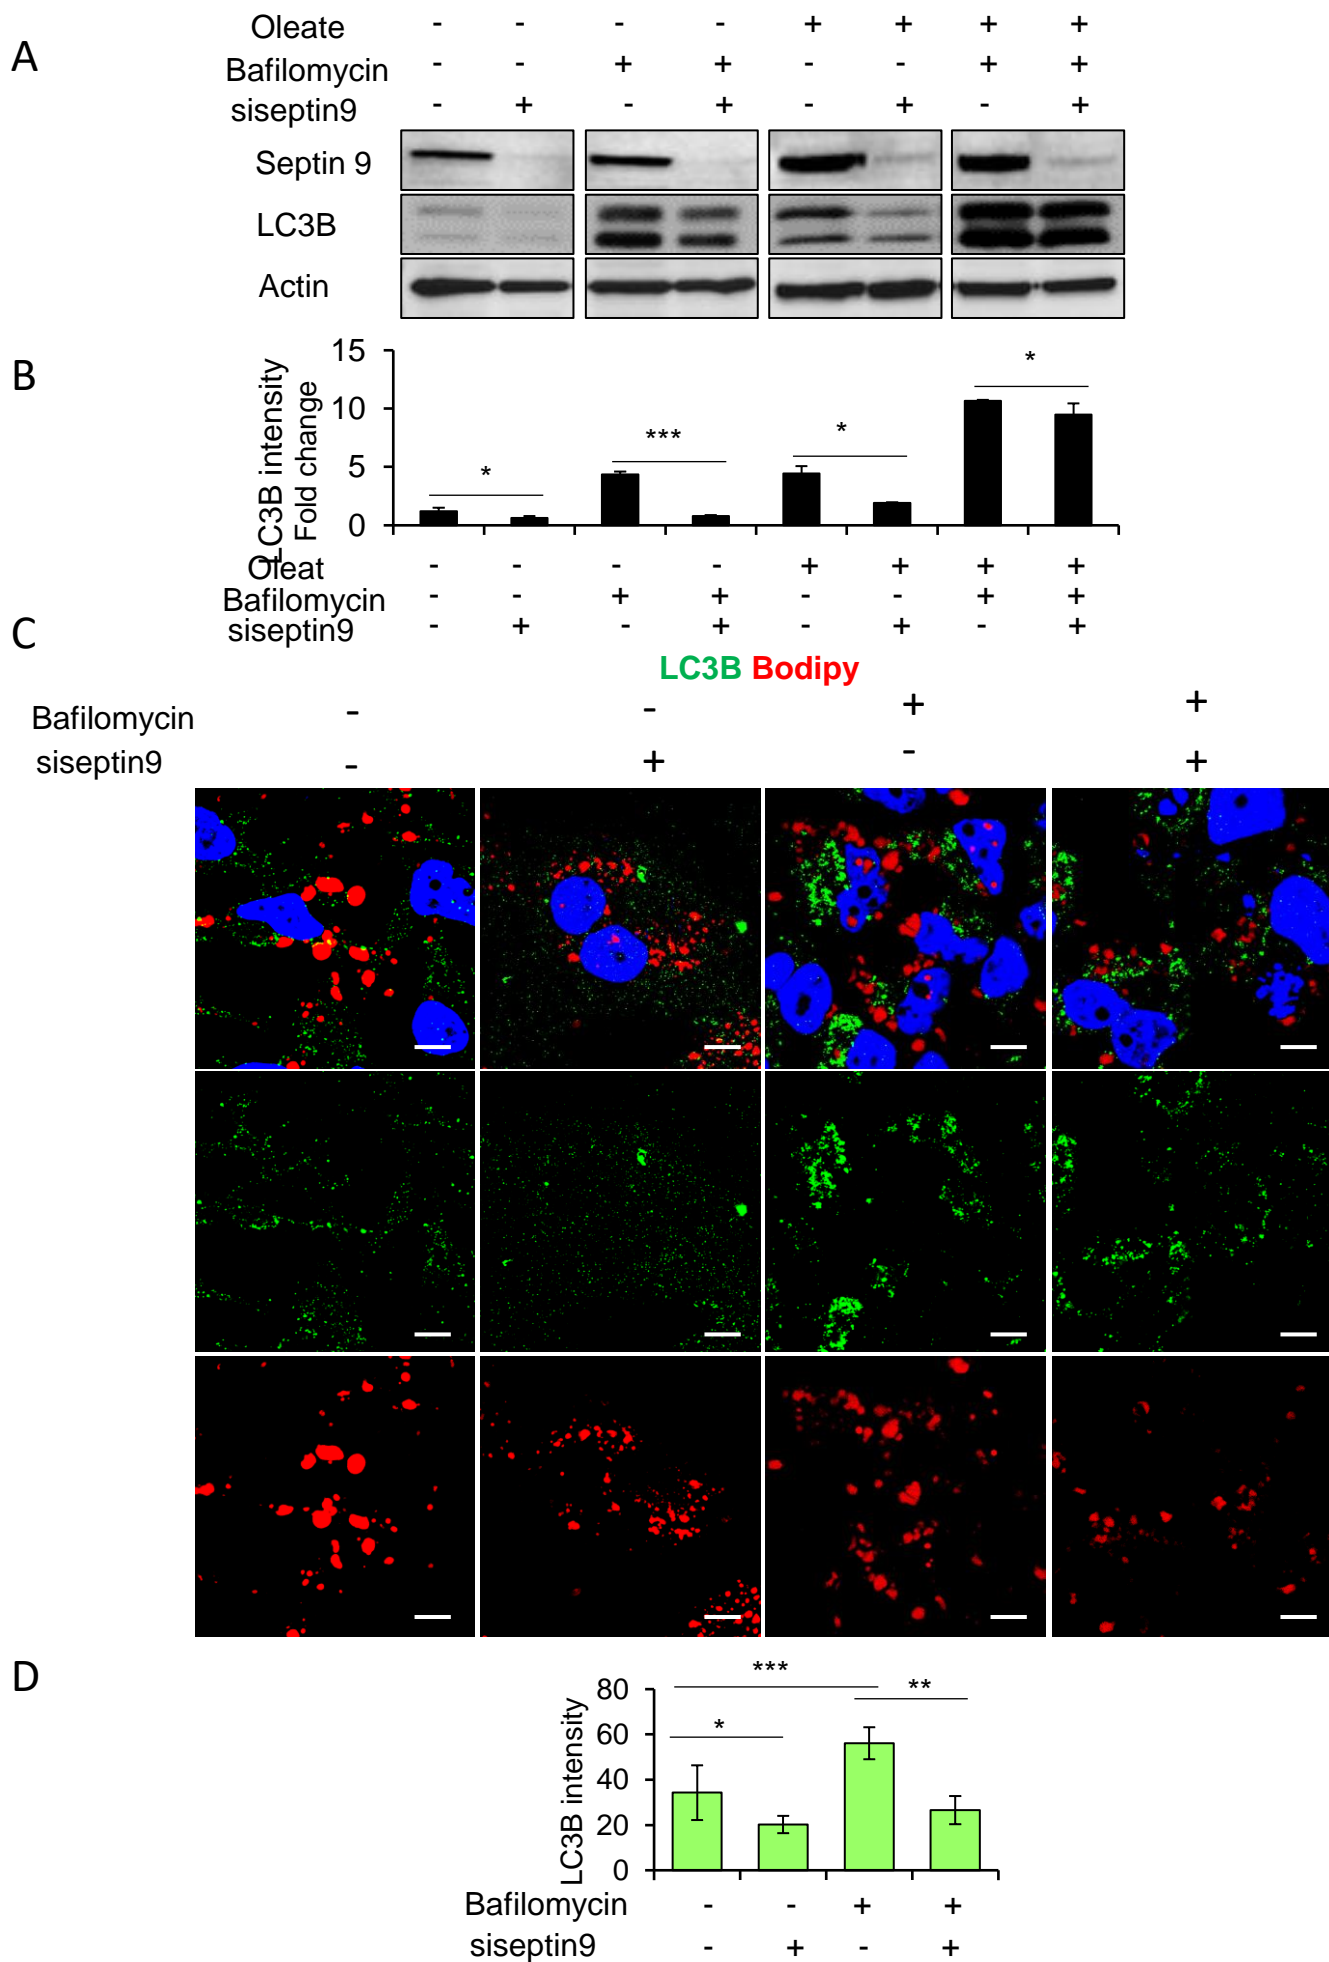 A
Oleate - - - - + + + +
Bafilomycin - - + + - - + +
siseptin9 - + - + - + - +
Septin 9
LC3B
Actin
B
LC3B intensity
Fold change
15
10
5
0
* *** * *
Oleat - - - - + + + +
Bafilomycin - - + + - - + +
siseptin9 - + - + - + - +
C
LC3B Bodipy
Bafilomycin - - + +
siseptin9 - + - +
D
LC3B intensity
80
60
40
20
0
* *** **
Bafilomycin - - + +
siseptin9 - + - +